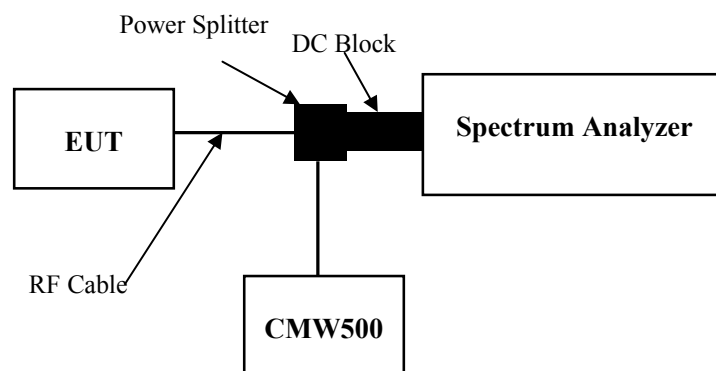 Power Splitter
DC Block
EUT
Spectrum Analyzer
RF Cable
CMW500